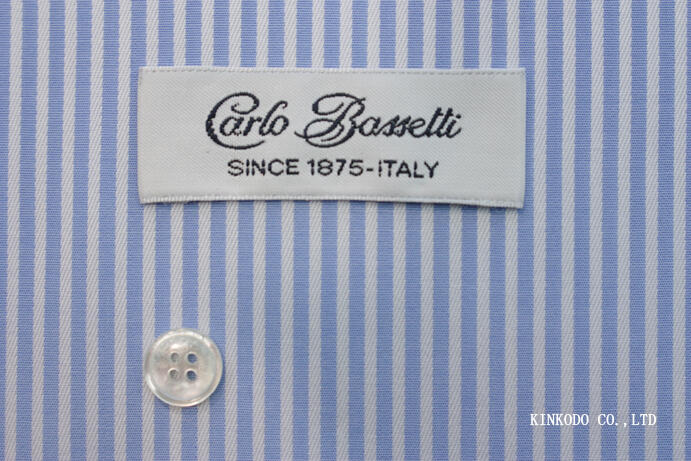 Carlo Bassetti
SINCE 1875-ITALY
KINKODO CO.,LTD